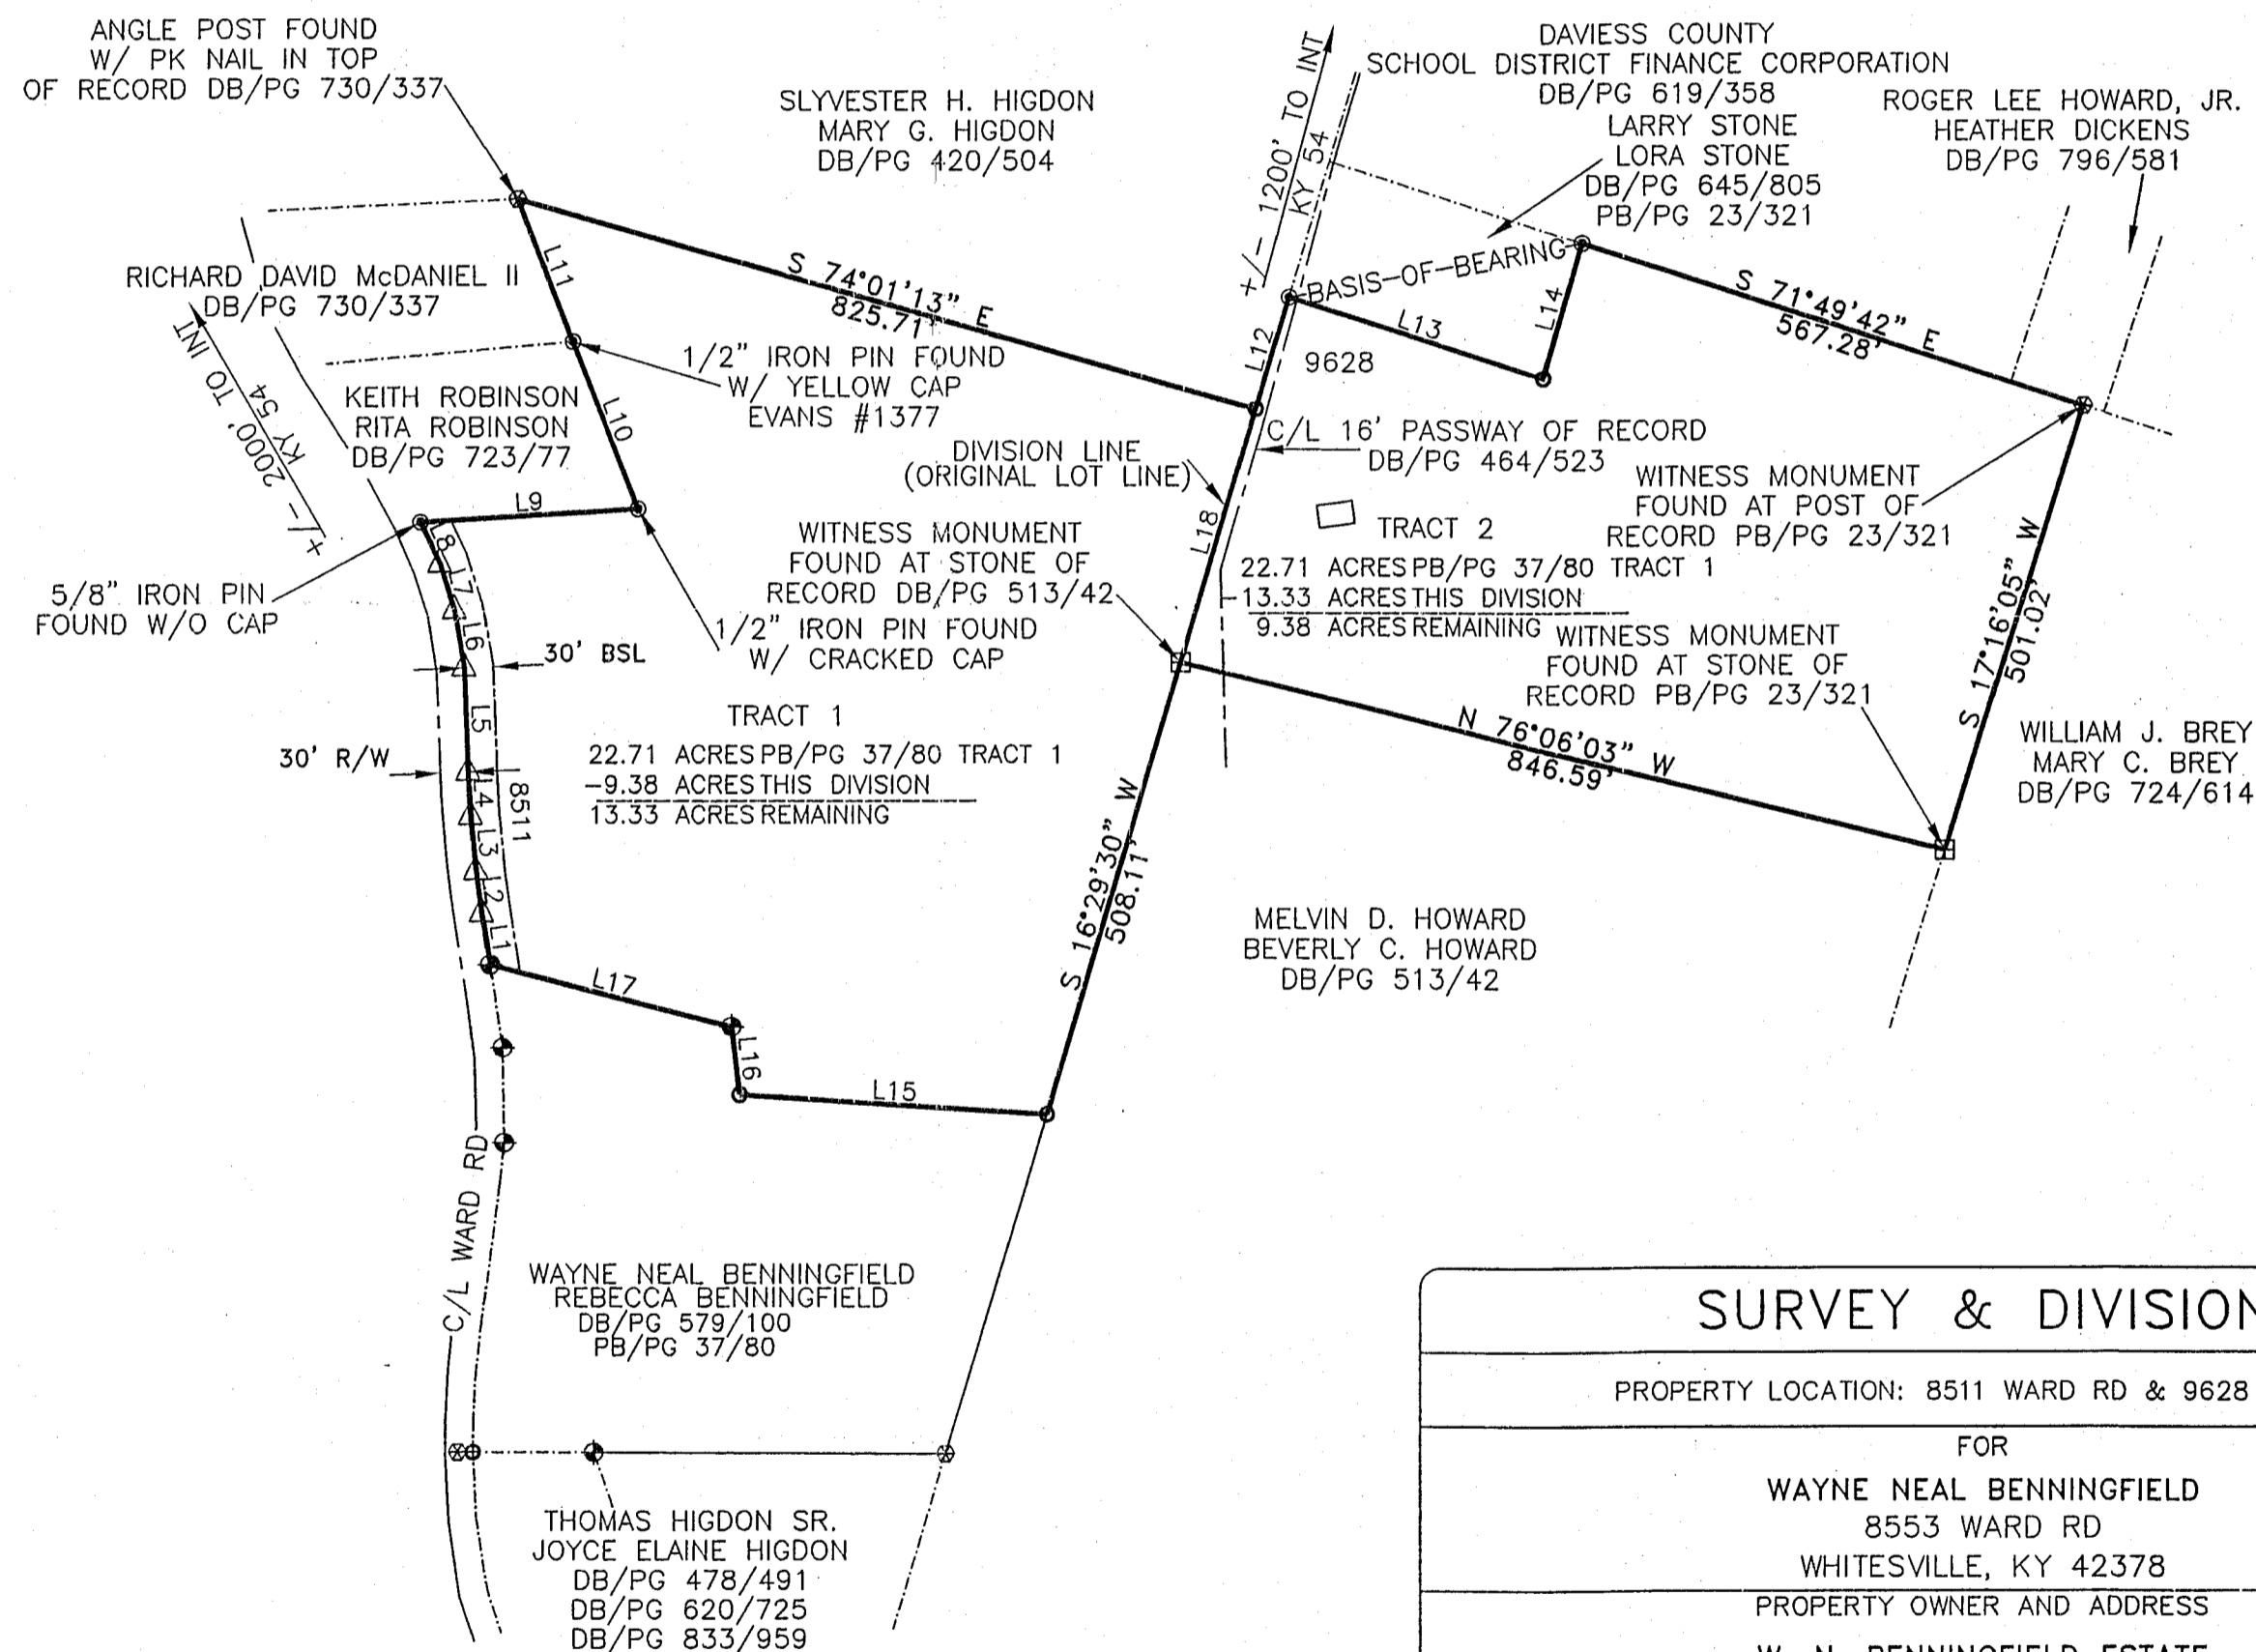 ANGLE POST FOUND
W/ PK NAIL IN TOP
OF RECORD DB/PG 730/337
SLYVESTER H. HIGDON
MARY G. HIGDON
DB/PG 420/504
+/- 1200' TO INT
KY 54
DAVIESS COUNTY
SCHOOL DISTRICT FINANCE CORPORATION
DB/PG 619/358
LARRY STONE
LORA STONE
DB/PG 645/805
PB/PG 23/321
ROGER LEE HOWARD, JR.
HEATHER DICKENS
DB/PG 796/581
RICHARD DAVID McDANIEL II
DB/PG 730/337
+/- 2000' TO INT
KY 54
L11
S 74°01'13" E
825.71'
BASIS-OF-BEARING
L12
L13
L14
S 71°49'42" E
567.28'
9628
KEITH ROBINSON
RITA ROBINSON
DB/PG 723/77
L10
1/2" IRON PIN FOUND
W/ YELLOW CAP
EVANS #1377
DIVISION LINE
(ORIGINAL LOT LINE)
C/L 16' PASSWAY OF RECORD
DB/PG 464/523
WITNESS MONUMENT
FOUND AT POST OF
RECORD PB/PG 23/321
L9
L8
L7
L6
L5
L4
L3
L2
L1
5/8" IRON PIN
FOUND W/O CAP
WITNESS MONUMENT
FOUND AT STONE OF
RECORD DB/PG 513/42
L18
TRACT 2
22.71 ACRES PB/PG 37/80 TRACT 1
-13.33 ACRES THIS DIVISION
9.38 ACRES REMAINING
1/2" IRON PIN FOUND
W/ CRACKED CAP
30' BSL
WITNESS MONUMENT
FOUND AT STONE OF
RECORD PB/PG 23/321
S 17°16'05" W
501.02'
N 76°06'03" W
846.59'
WILLIAM J. BREY
MARY C. BREY
DB/PG 724/614
30' R/W
8511
TRACT 1
22.71 ACRES PB/PG 37/80 TRACT 1
-9.38 ACRES THIS DIVISION
13.33 ACRES REMAINING
S 16°29'30" W
508.11'
MELVIN D. HOWARD
BEVERLY C. HOWARD
DB/PG 513/42
L17
L16
L15
C/L WARD RD
WAYNE NEAL BENNINGFIELD
REBECCA BENNINGFIELD
DB/PG 579/100
PB/PG 37/80
THOMAS HIGDON SR.
JOYCE ELAINE HIGDON
DB/PG 478/491
DB/PG 620/725
DB/PG 833/959
SURVEY & DIVISION
PROPERTY LOCATION: 8511 WARD RD & 9628
FOR
WAYNE NEAL BENNINGFIELD
8553 WARD RD
WHITESVILLE, KY 42378
PROPERTY OWNER AND ADDRESS
W. N. BENNINGFIELD ESTATE